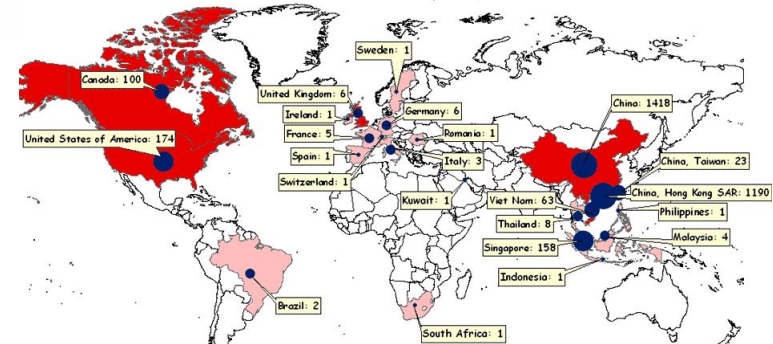 Sweden: 1
Canada: 100
United Kingdom: 6
Ireland: 1
Germany: 6
China: 1418
United States of America: 174
France: 5
Romania: 1
Spain: 1
Italy: 3
China, Taiwan: 23
Switzerland: 1
Kuwait: 1
Viet Nam: 63
China, Hong Kong SAR: 1190
Philippines: 1
Thailand: 8
Malaysia: 4
Singapore: 158
Indonesia: 1
Brazil: 2
South Africa: 1